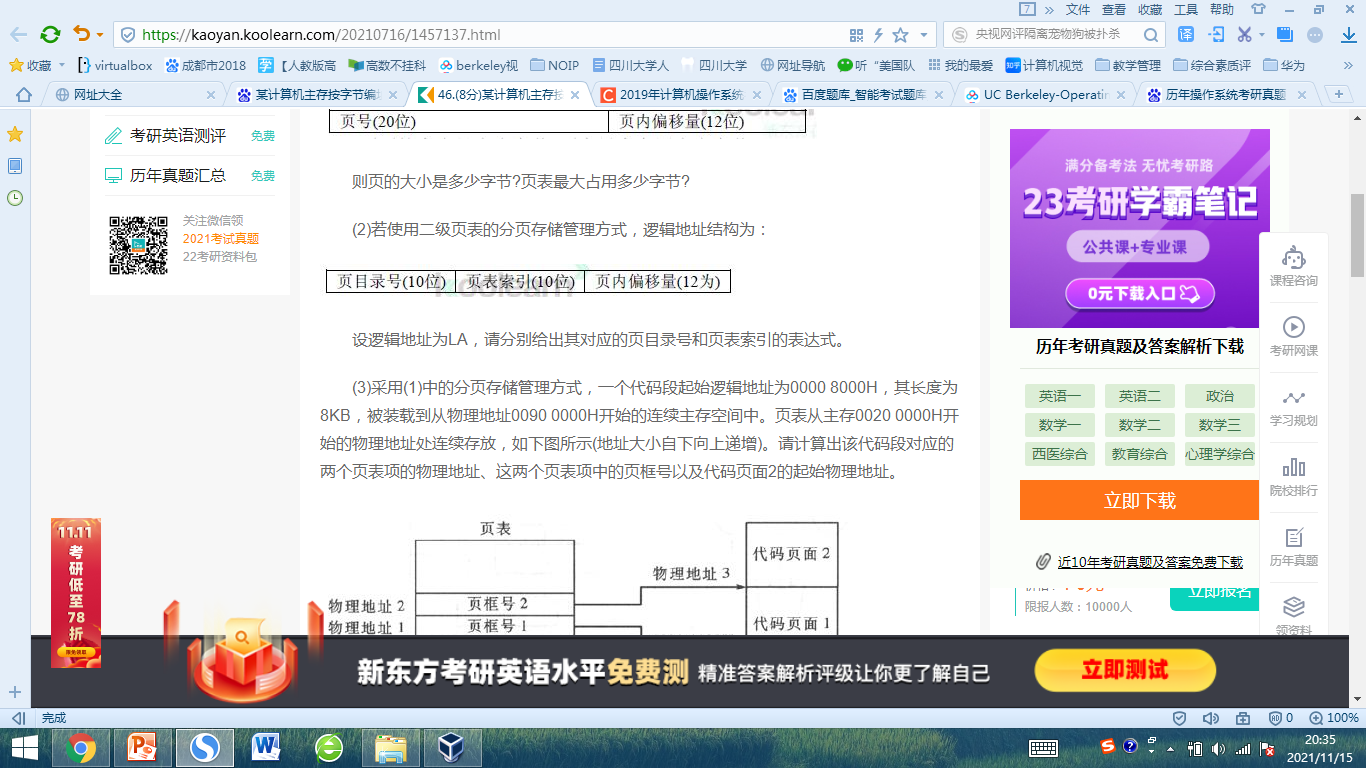 7 » 文件 查看 收藏 工具 帮助
https://kaoyan.koolearn.com/20210716/1457137.html
央视网评隔离宠物狗被扑杀
译
收藏 virtualbox 成都市2018 【人教版高 高数不挂科 berkeley视 NOIP 四川大学人 四川大学 网址导航 听“美国队 我的最爱 计算机视觉 教学管理 综合素质评 华为 »
网址大全 某计算机主存按字节编址 46.(8分)某计算机主存按 2019年计算机操作系统 百度题库_智能考试题库 UC Berkeley-Operatin 历年操作系统考研真题
考研英语测评 免费
历年真题汇总 免费
关注微信领
2021考试真题
22考研资料包
页号(20位) 页内偏移量(12位)
则页的大小是多少字节?页表最大占用多少字节?
(2)若使用二级页表的分页存储管理方式，逻辑地址结构为：
页目录号(10位) 页表索引(10位) 页内偏移量(12为)
koolearn
设逻辑地址为LA，请分别给出其对应的页目录号和页表索引的表达式。
(3)采用(1)中的分页存储管理方式，一个代码段起始逻辑地址为0000 8000H，其长度为
8KB，被装载到从物理地址0090 0000H开始的连续主存空间中。页表从主存0020 0000H开
始的物理地址处连续存放，如下图所示(地址大小自下向上递增)。请计算出该代码段对应的
两个页表项的物理地址、这两个页表项中的页框号以及代码页面2的起始物理地址。
页表
代码页面 2
物理地址 3
物理地址 2 页框号 2
物理地址 1 页框号 1 代码页面 1
满分备考法 无忧考研路
23考研学霸笔记
公共课+专业课
0元下载入口
历年考研真题及答案解析下载
英语一 英语二 政治
数学一 数学二 数学三
西医综合 教育综合 心理学综合
立即下载
近10年考研真题及答案免费下载
限报人数：10000人
立即报名
课程咨询
考研网课
学习规划
院校排行
历年真题
领资料
11.11
考
研
低
至
78
折
新东方考研英语水平免费测 精准答案解析评级让你更了解自己 立即测试
完成 0 100%
20:35
2021/11/15